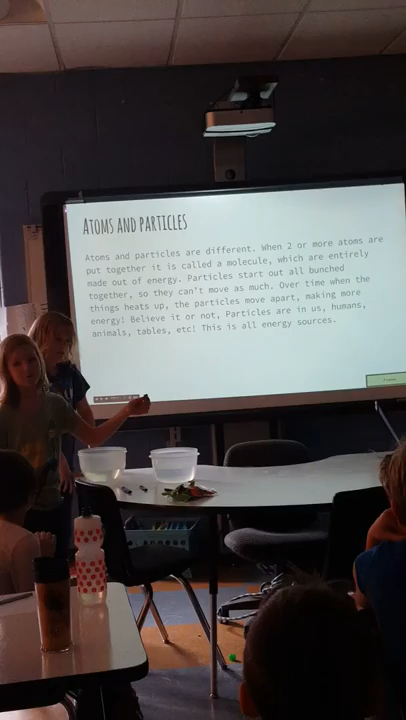 ATOMS AND PARTICLES
Atoms and particles are different. When 2 or more atoms are
put together it is called a molecule, which are entirely
made out of energy. Particles start out all bunched
together, so they can't move as much. Over time when the
things heats up, the particles move apart, making more
energy! Believe it or not, Particles are in us, humans,
animals, tables, etc! This is all energy sources.